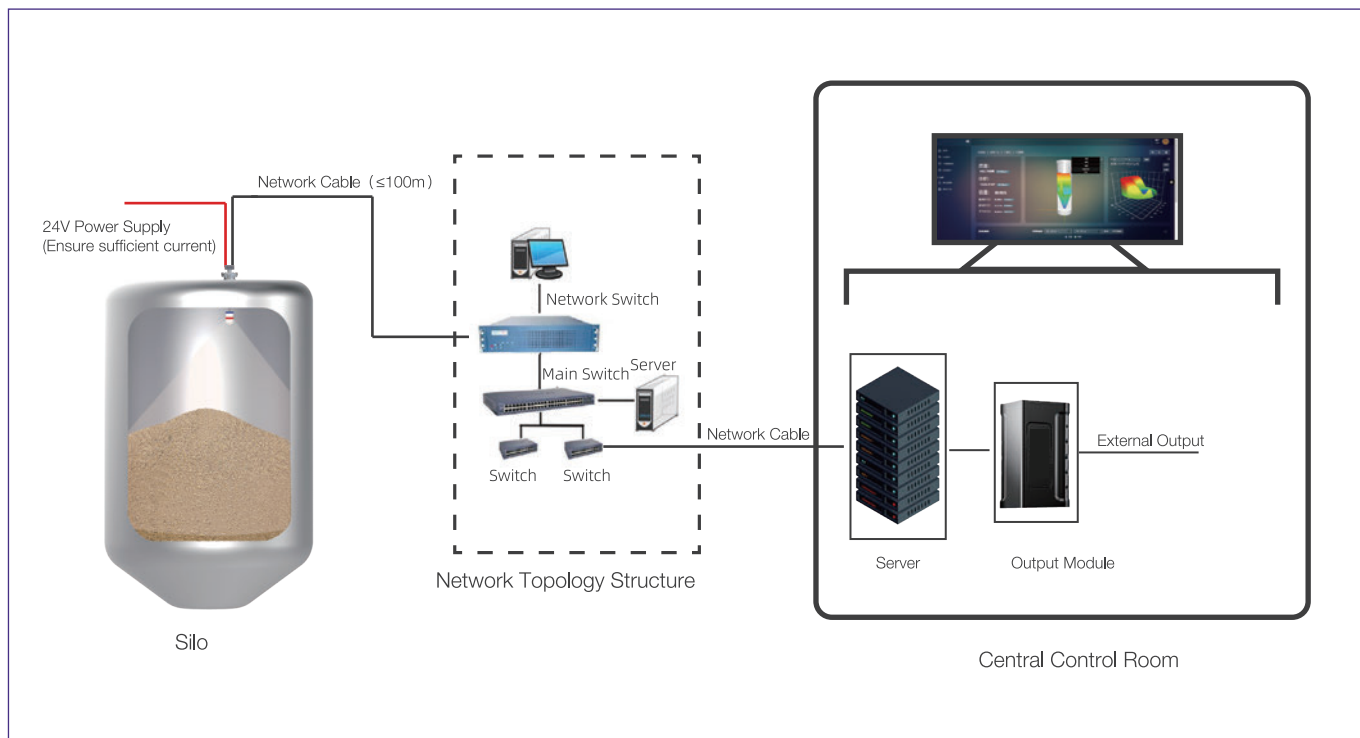 Network Cable（≤100m）
24V Power Supply
(Ensure sufficient current)
Silo
Network Switch
Main Switch
Server
Switch
Switch
Network Topology Structure
Network Cable
External Output
Server
Output Module
Central Control Room